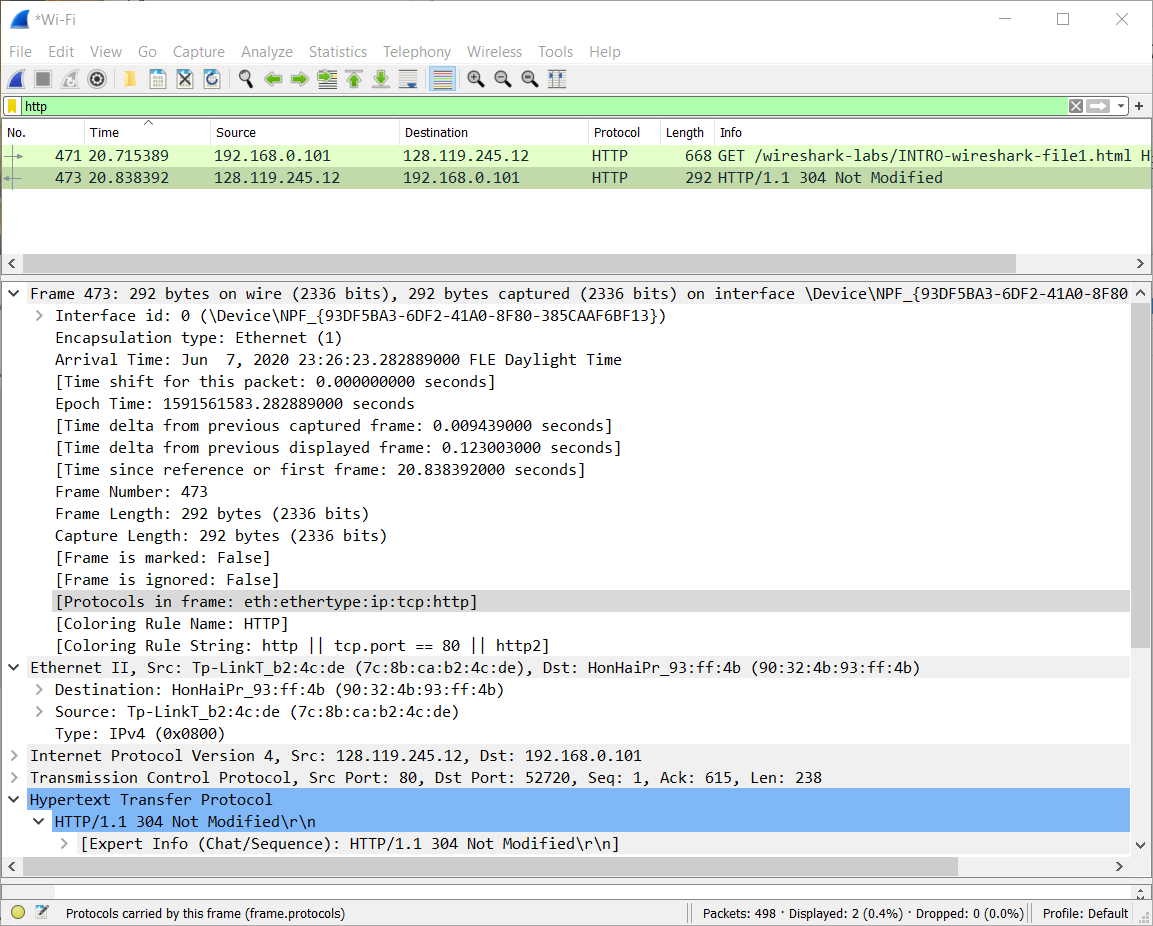 *Wi-Fi
File Edit View Go Capture Analyze Statistics Telephony Wireless Tools Help
http
No. Time Source Destination Protocol Length Info
471 20.715389 192.168.0.101 128.119.245.12 HTTP 668 GET /wireshark-labs/INTRO-wireshark-file1.html H
473 20.838392 128.119.245.12 192.168.0.101 HTTP 292 HTTP/1.1 304 Not Modified
Frame 473: 292 bytes on wire (2336 bits), 292 bytes captured (2336 bits) on interface \Device\NPF_{93DF5BA3-6DF2-41A0-8F80
Interface id: 0 (\Device\NPF_{93DF5BA3-6DF2-41A0-8F80-385CAAF6BF13})
Encapsulation type: Ethernet (1)
Arrival Time: Jun  7, 2020 23:26:23.282889000 FLE Daylight Time
[Time shift for this packet: 0.000000000 seconds]
Epoch Time: 1591561583.282889000 seconds
[Time delta from previous captured frame: 0.009439000 seconds]
[Time delta from previous displayed frame: 0.123003000 seconds]
[Time since reference or first frame: 20.838392000 seconds]
Frame Number: 473
Frame Length: 292 bytes (2336 bits)
Capture Length: 292 bytes (2336 bits)
[Frame is marked: False]
[Frame is ignored: False]
[Protocols in frame: eth:ethertype:ip:tcp:http]
[Coloring Rule Name: HTTP]
[Coloring Rule String: http || tcp.port == 80 || http2]
Ethernet II, Src: Tp-LinkT_b2:4c:de (7c:8b:ca:b2:4c:de), Dst: HonHaiPr_93:ff:4b (90:32:4b:93:ff:4b)
Destination: HonHaiPr_93:ff:4b (90:32:4b:93:ff:4b)
Source: Tp-LinkT_b2:4c:de (7c:8b:ca:b2:4c:de)
Type: IPv4 (0x0800)
Internet Protocol Version 4, Src: 128.119.245.12, Dst: 192.168.0.101
Transmission Control Protocol, Src Port: 80, Dst Port: 52720, Seq: 1, Ack: 615, Len: 238
Hypertext Transfer Protocol
HTTP/1.1 304 Not Modified\r\n
[Expert Info (Chat/Sequence): HTTP/1.1 304 Not Modified\r\n]
Protocols carried by this frame (frame.protocols) Packets: 498 · Displayed: 2 (0.4%) · Dropped: 0 (0.0%) Profile: Default